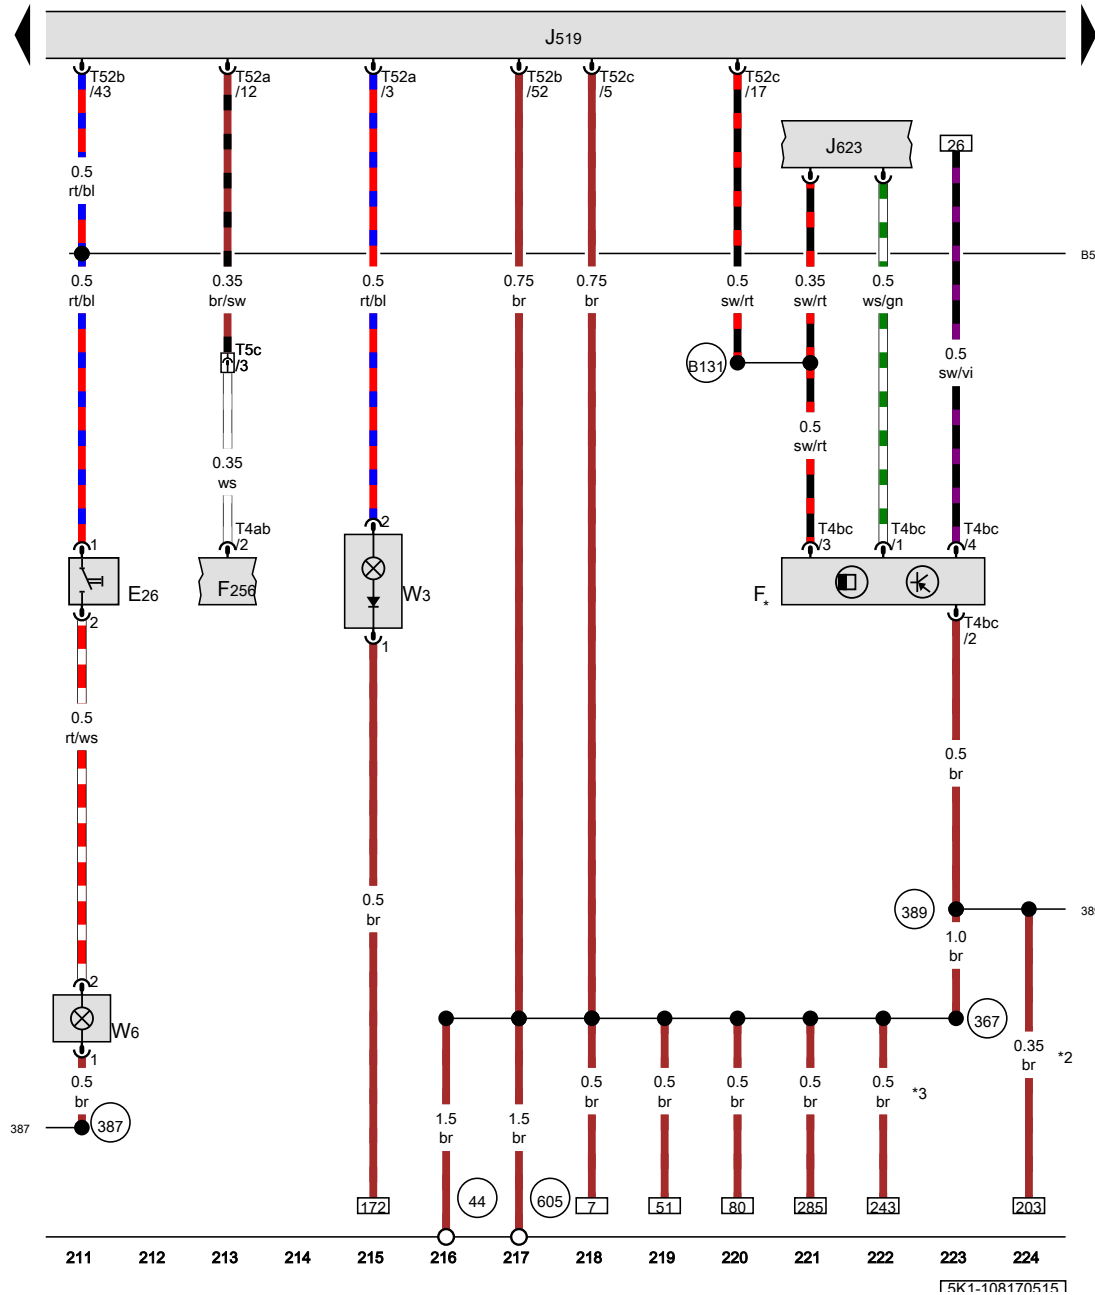 J519
T52b
/43
T52a
/12
T52a
/3
T52b
/52
T52c
/5
T52c
/17
J623
26
0.5
rt/bl
B5
0.5
rt/bl
0.35
br/sw
0.5
rt/bl
0.75
br
0.75
br
0.5
sw/rt
0.35
sw/rt
0.5
ws/gn
0.5
sw/vi
T5c
/3
B131
0.5
sw/rt
0.35
ws
1
T4ab
/2
2
T4bc
/3
T4bc
/1
T4bc
/4
E26
F256
W3
F*
2
1
T4bc
/2
0.5
rt/ws
0.5
br
0.5
br
389
389
1.0
br
2
W6
1
367
0.35
br
*2
0.5
br
0.5
br
0.5
br
0.5
br
0.5
br
0.5
br
*3
387
387
1.5
br
1.5
br
172
44
605
7
51
80
285
243
203
211 212 213 214 215 216 217 218 219 220 221 222 223 224
5K1-108170515